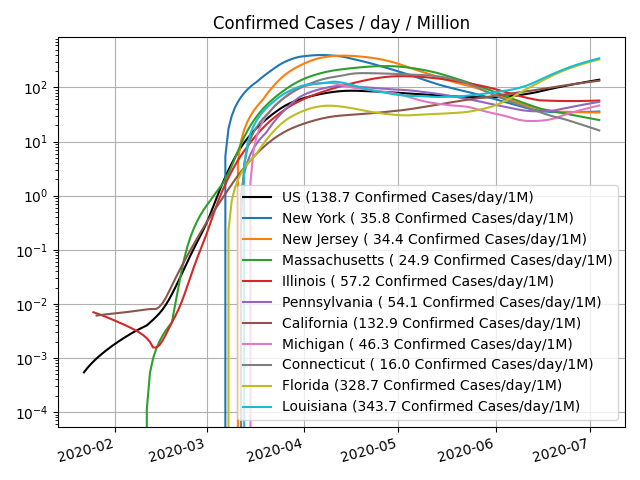 Confirmed Cases / day / Million
10²
10¹
10⁰
10⁻¹
10⁻²
10⁻³
10⁻⁴
US (138.7 Confirmed Cases/day/1M)
New York ( 35.8 Confirmed Cases/day/1M)
New Jersey ( 34.4 Confirmed Cases/day/1M)
Massachusetts ( 24.9 Confirmed Cases/day/1M)
Illinois ( 57.2 Confirmed Cases/day/1M)
Pennsylvania ( 54.1 Confirmed Cases/day/1M)
California (132.9 Confirmed Cases/day/1M)
Michigan ( 46.3 Confirmed Cases/day/1M)
Connecticut ( 16.0 Confirmed Cases/day/1M)
Florida (328.7 Confirmed Cases/day/1M)
Louisiana (343.7 Confirmed Cases/day/1M)
2020-02 2020-03 2020-04 2020-05 2020-06 2020-07